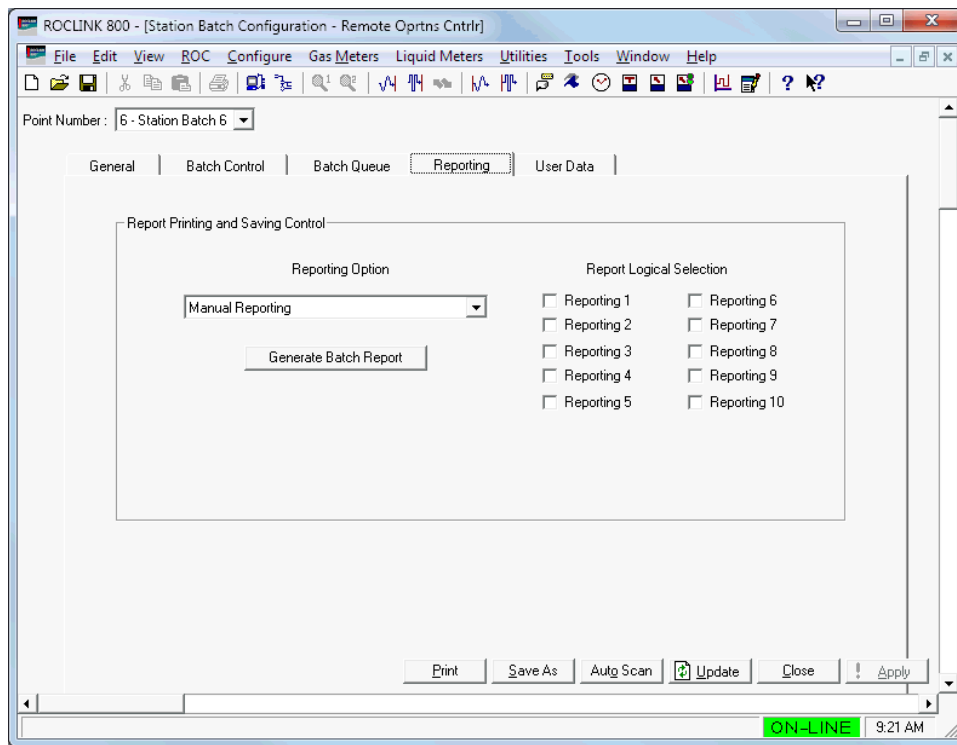 ROCLINK 800 - [Station Batch Configuration - Remote Oprtns Cntrlr]
File Edit View ROC Configure Gas Meters Liquid Meters Utilities Tools Window Help
Point Number : 6 - Station Batch 6
General Batch Control Batch Queue Reporting User Data
Report Printing and Saving Control
Reporting Option Report Logical Selection
Manual Reporting
Generate Batch Report
Reporting 1 Reporting 6
Reporting 2 Reporting 7
Reporting 3 Reporting 8
Reporting 4 Reporting 9
Reporting 5 Reporting 10
Print Save As Auto Scan Update Close ! Apply
ON-LINE 9:21 AM